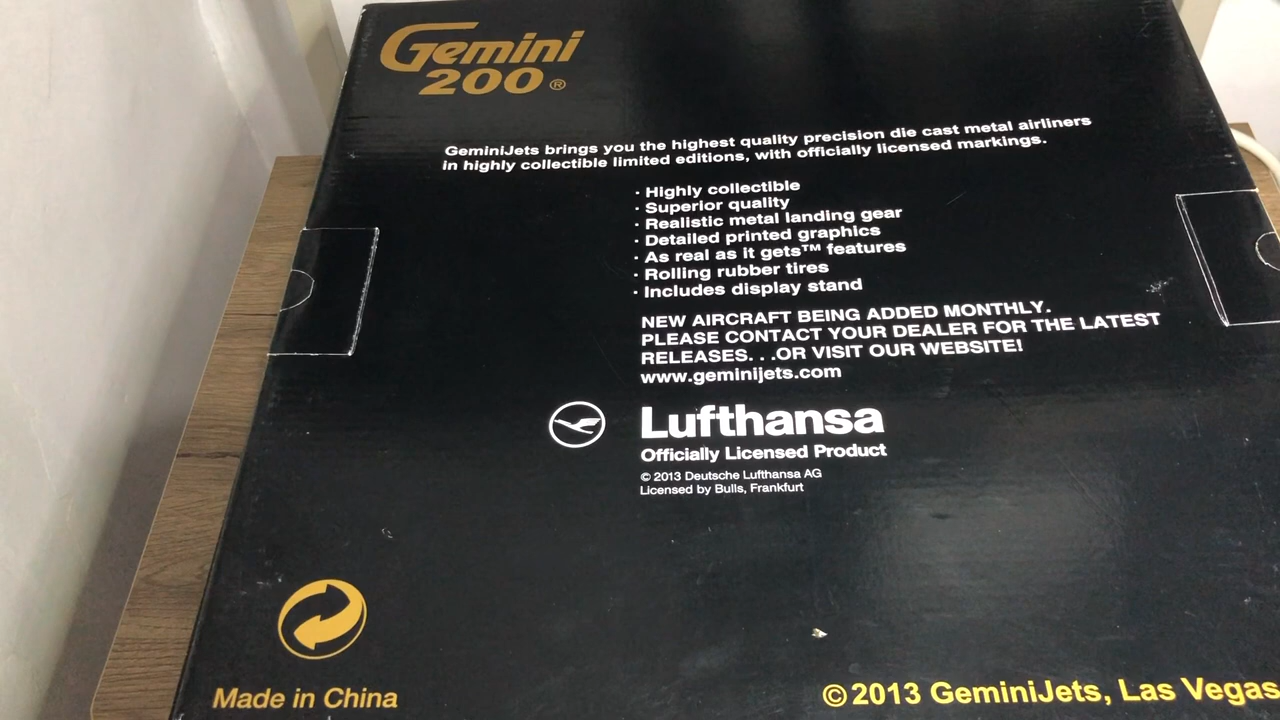 Gemini
200®
GeminiJets brings you the highest quality precision die cast metal airliners
in highly collectible limited editions, with officially licensed markings.
· Highly collectible
· Superior quality
· Realistic metal landing gear
· Detailed printed graphics
· As real as it gets™ features
· Rolling rubber tires
· Includes display stand
NEW AIRCRAFT BEING ADDED MONTHLY.
PLEASE CONTACT YOUR DEALER FOR THE LATEST
RELEASES. . .OR VISIT OUR WEBSITE!
www.geminijets.com
Lufthansa
Officially Licensed Product
© 2013 Deutsche Lufthansa AG
Licensed by Bulls, Frankfurt
Made in China
© 2013 GeminiJets, Las Vegas